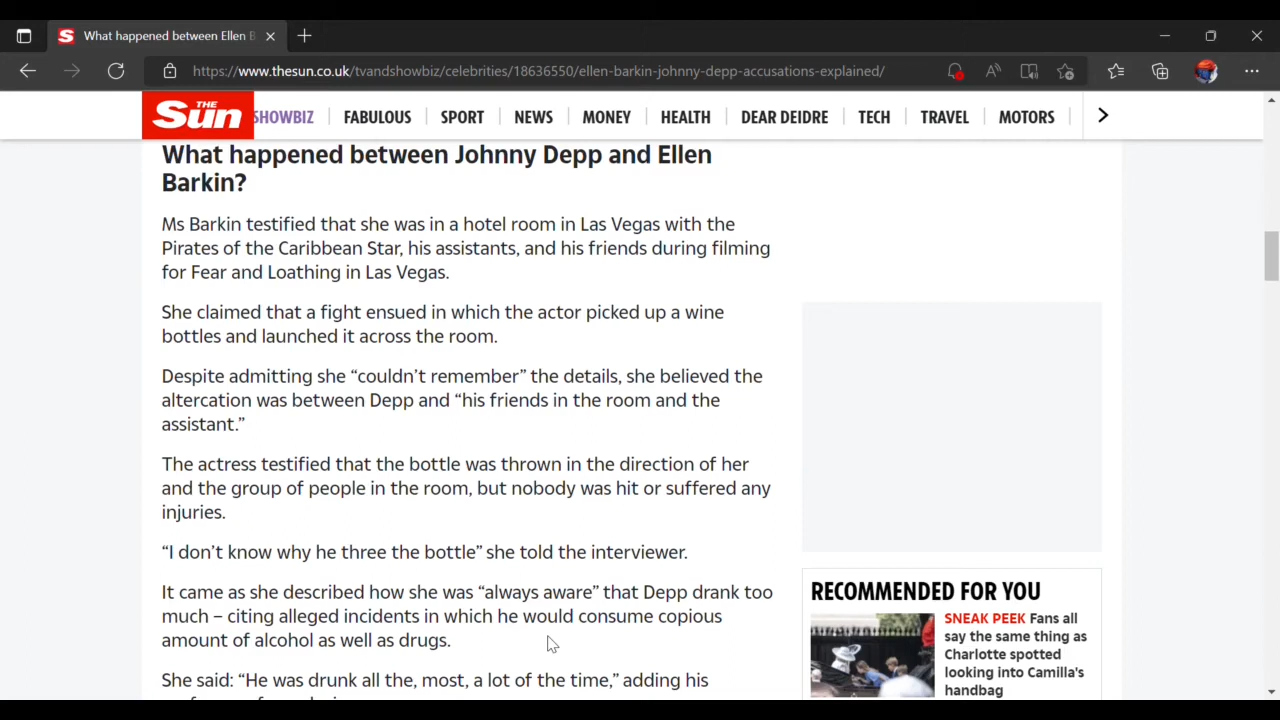 What happened between Ellen B
https://www.thesun.co.uk/tvandshowbiz/celebrities/18636550/ellen-barkin-johnny-depp-accusations-explained/
THE Sun SHOWBIZ FABULOUS SPORT NEWS MONEY HEALTH DEAR DEIDRE TECH TRAVEL MOTORS
What happened between Johnny Depp and Ellen
Barkin?
Ms Barkin testified that she was in a hotel room in Las Vegas with the
Pirates of the Caribbean Star, his assistants, and his friends during filming
for Fear and Loathing in Las Vegas.
She claimed that a fight ensued in which the actor picked up a wine
bottles and launched it across the room.
Despite admitting she “couldn’t remember” the details, she believed the
altercation was between Depp and “his friends in the room and the
assistant.”
The actress testified that the bottle was thrown in the direction of her
and the group of people in the room, but nobody was hit or suffered any
injuries.
“I don’t know why he three the bottle” she told the interviewer.
It came as she described how she was “always aware” that Depp drank too
much – citing alleged incidents in which he would consume copious
amount of alcohol as well as drugs.
She said: “He was drunk all the, most, a lot of the time,” adding his
RECOMMENDED FOR YOU
SNEAK PEEK Fans all
say the same thing as
Charlotte spotted
looking into Camilla's
handbag